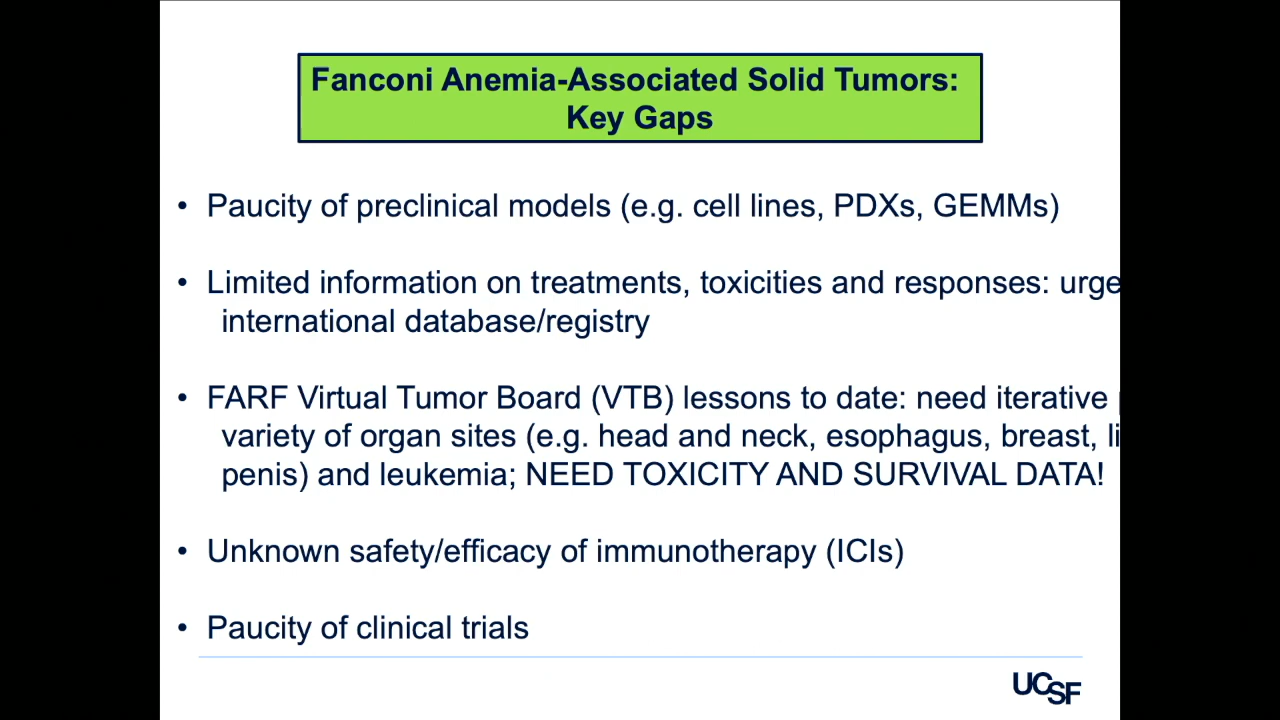 Fanconi Anemia-Associated Solid Tumors:
Key Gaps
• Paucity of preclinical models (e.g. cell lines, PDXs, GEMMs)
• Limited information on treatments, toxicities and responses: urge
international database/registry
• FARF Virtual Tumor Board (VTB) lessons to date: need iterative
variety of organ sites (e.g. head and neck, esophagus, breast, li
penis) and leukemia; NEED TOXICITY AND SURVIVAL DATA!
• Unknown safety/efficacy of immunotherapy (ICIs)
• Paucity of clinical trials
UCSF